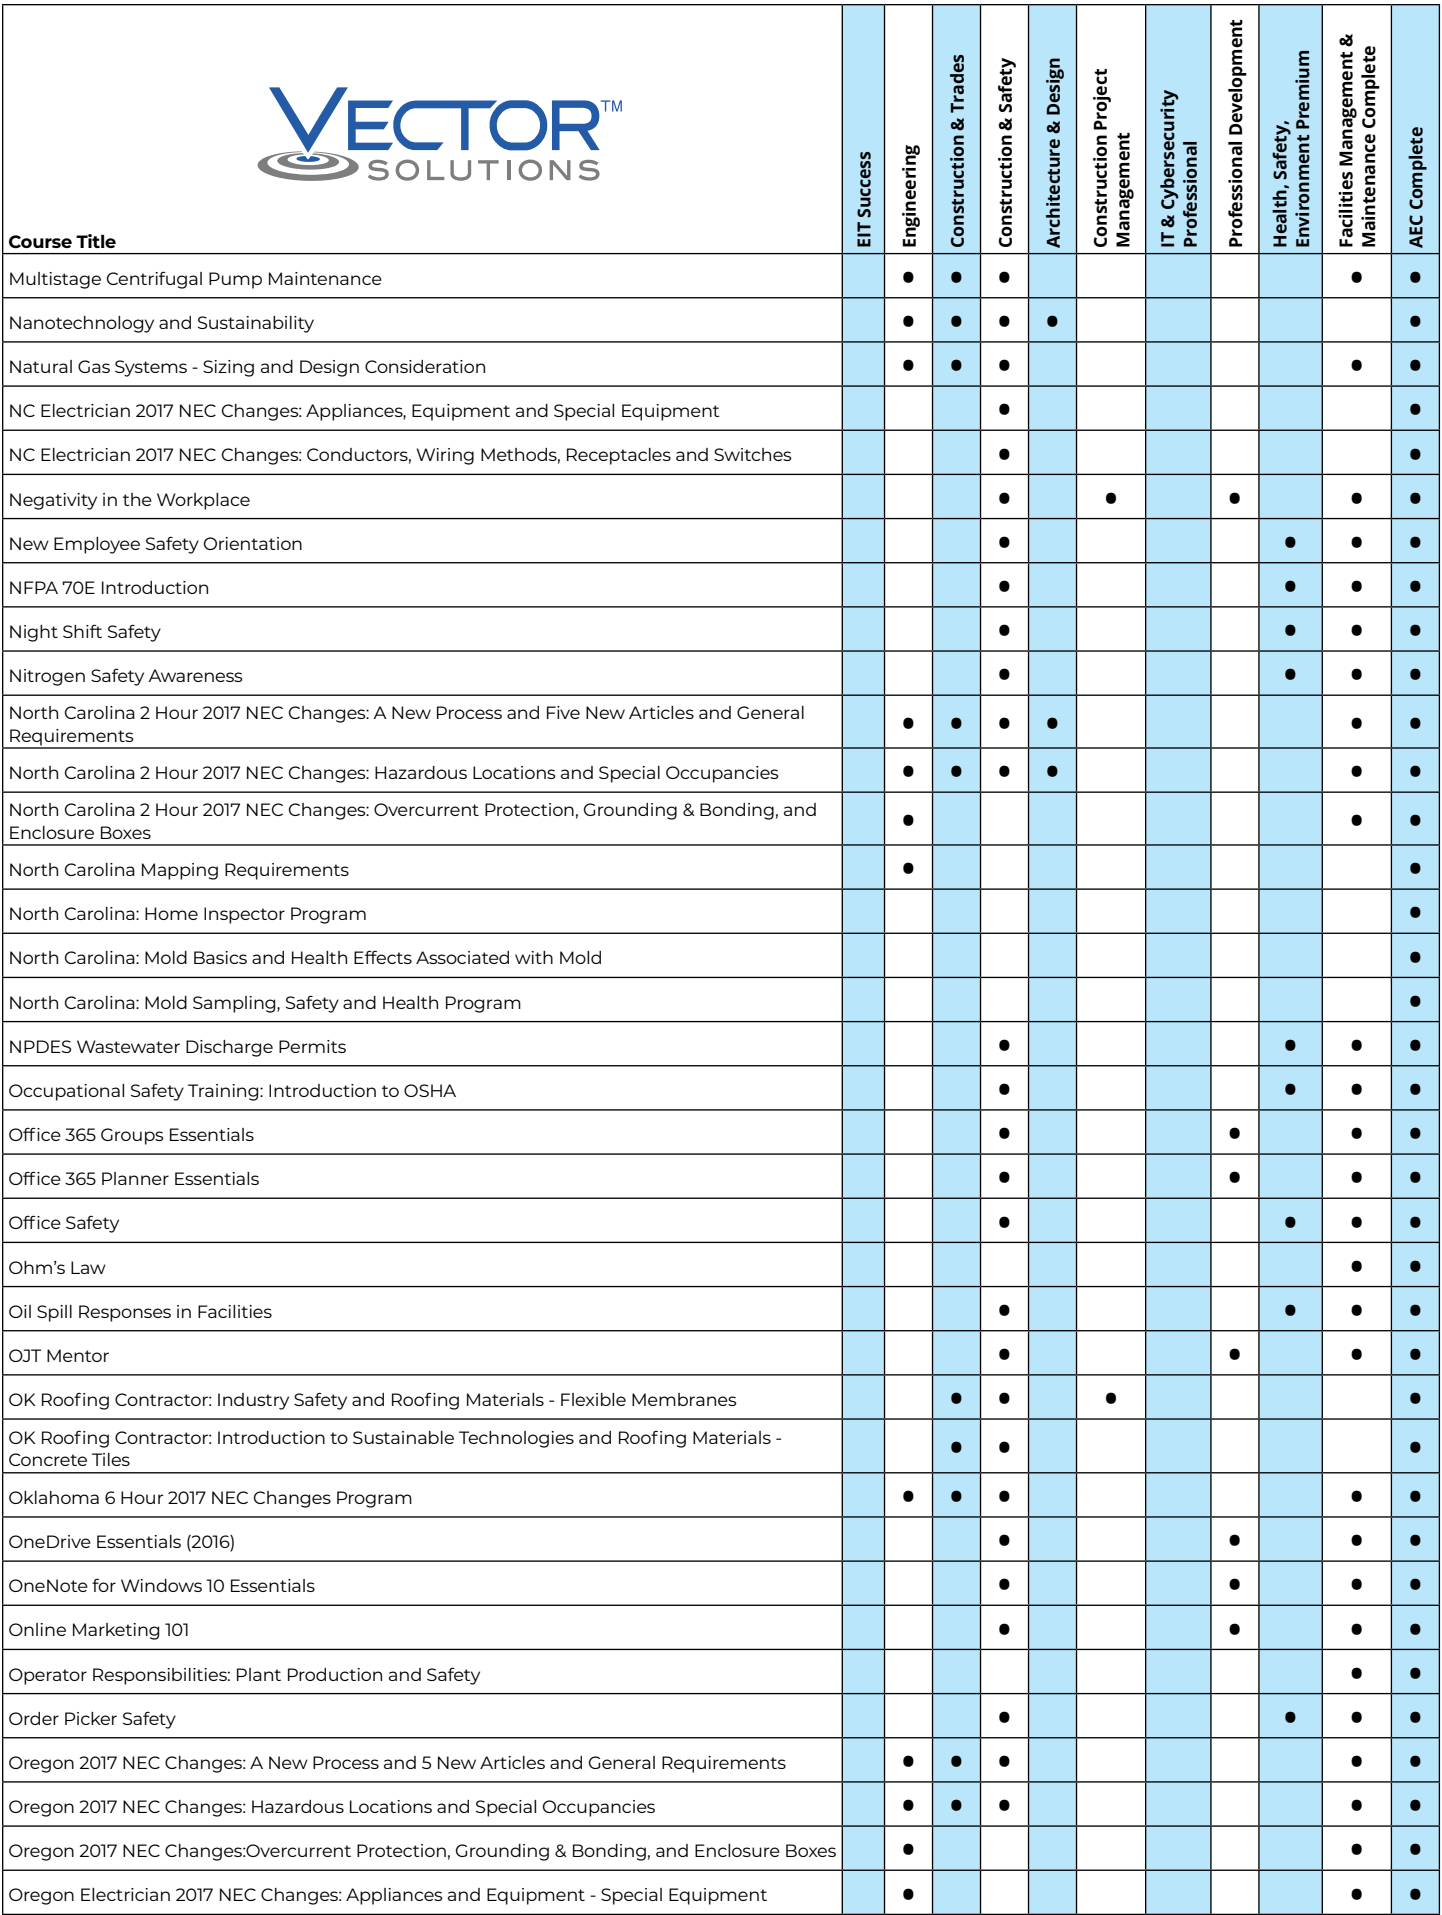 VECTOR™
SOLUTIONS
Course Title
EIT Success
Engineering
Construction & Trades
Construction & Safety
Architecture & Design
Construction Project
Management
IT & Cybersecurity
Professional
Professional Development
Health, Safety,
Environment Premium
Facilities Management &
Maintenance Complete
AEC Complete
Multistage Centrifugal Pump Maintenance • • • • •
Nanotechnology and Sustainability • • • • •
Natural Gas Systems - Sizing and Design Consideration • • • • •
NC Electrician 2017 NEC Changes: Appliances, Equipment and Special Equipment • •
NC Electrician 2017 NEC Changes: Conductors, Wiring Methods, Receptacles and Switches • •
Negativity in the Workplace • • • • •
New Employee Safety Orientation • • • •
NFPA 70E Introduction • • • •
Night Shift Safety • • • •
Nitrogen Safety Awareness • • • •
North Carolina 2 Hour 2017 NEC Changes: A New Process and Five New Articles and General
Requirements • • • • • •
North Carolina 2 Hour 2017 NEC Changes: Hazardous Locations and Special Occupancies • • • • • •
North Carolina 2 Hour 2017 NEC Changes: Overcurrent Protection, Grounding & Bonding, and
Enclosure Boxes • • •
North Carolina Mapping Requirements • •
North Carolina: Home Inspector Program •
North Carolina: Mold Basics and Health Effects Associated with Mold •
North Carolina: Mold Sampling, Safety and Health Program •
NPDES Wastewater Discharge Permits • • • •
Occupational Safety Training: Introduction to OSHA • • • •
Office 365 Groups Essentials • • • •
Office 365 Planner Essentials • • • •
Office Safety • • • •
Ohm's Law • •
Oil Spill Responses in Facilities • • • •
OJT Mentor • • • •
OK Roofing Contractor: Industry Safety and Roofing Materials - Flexible Membranes • • • •
OK Roofing Contractor: Introduction to Sustainable Technologies and Roofing Materials -
Concrete Tiles • • •
Oklahoma 6 Hour 2017 NEC Changes Program • • • • •
OneDrive Essentials (2016) • • • •
OneNote for Windows 10 Essentials • • • •
Online Marketing 101 • • • •
Operator Responsibilities: Plant Production and Safety • •
Order Picker Safety • • • •
Oregon 2017 NEC Changes: A New Process and 5 New Articles and General Requirements • • • • •
Oregon 2017 NEC Changes: Hazardous Locations and Special Occupancies • • • • •
Oregon 2017 NEC Changes:Overcurrent Protection, Grounding & Bonding, and Enclosure Boxes • • •
Oregon Electrician 2017 NEC Changes: Appliances and Equipment - Special Equipment • • •